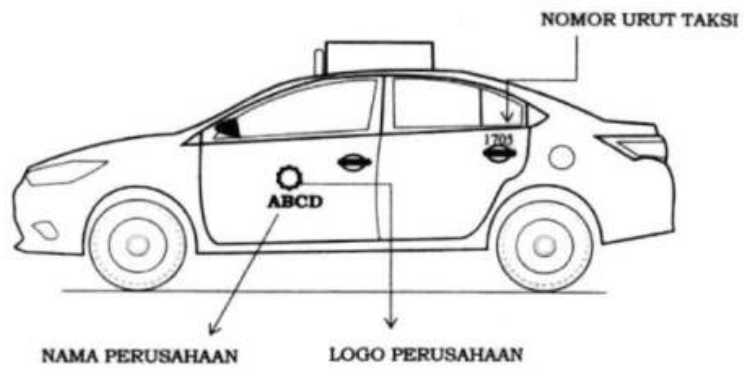 NOMOR URUT TAKSI
1705
ABCD
NAMA PERUSAHAAN
LOGO PERUSAHAAN